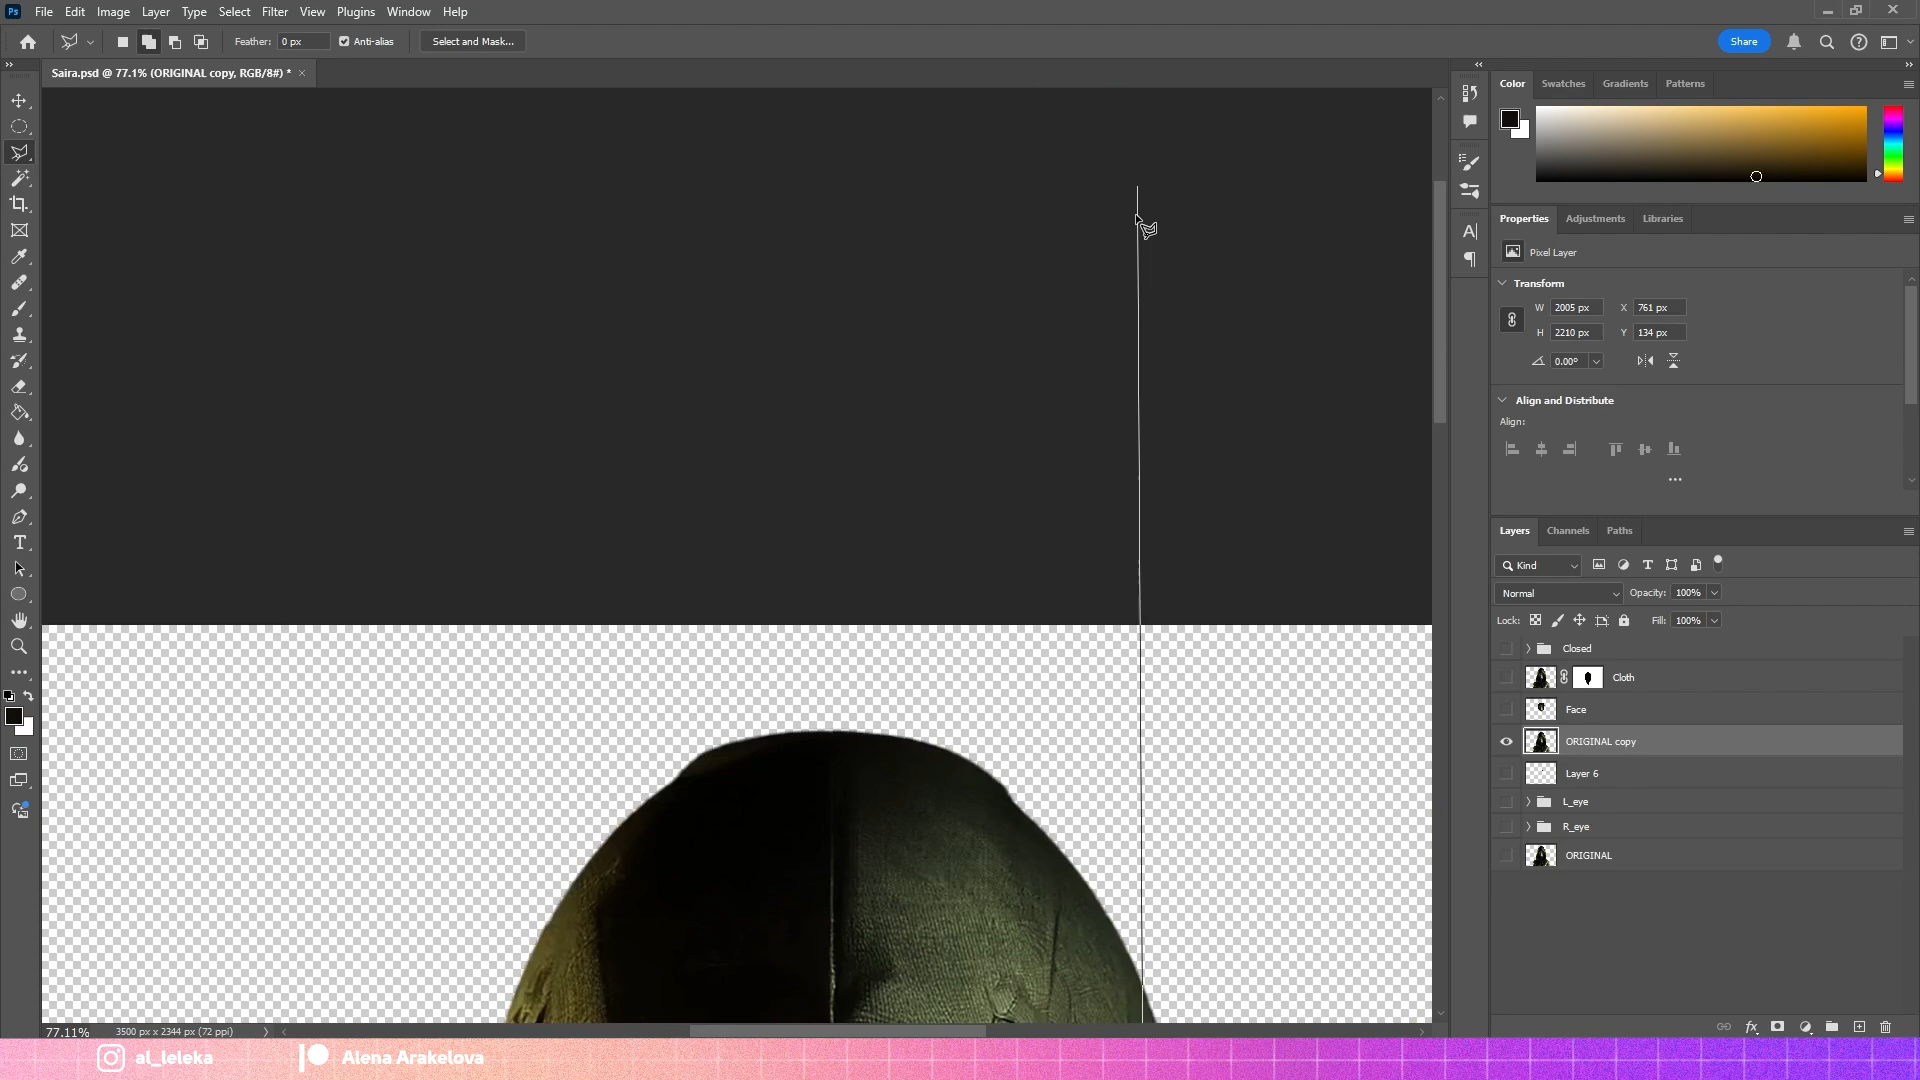 Ps File Edit Image Layer Type Select Filter View Plugins Window Help
Feather: 0 px Anti-alias Select and Mask... Share
Saira.psd @ 77.1% (ORIGINAL copy, RGB/8#) * ×
Color Swatches Gradients Patterns
Properties Adjustments Libraries
Pixel Layer
Transform
W 2005 px X 761 px
H 2210 px Y 134 px
0.00°
Align and Distribute
Align:
Layers Channels Paths
Kind
Normal Opacity: 100%
Lock: Fill: 100%
Closed
Cloth
Face
ORIGINAL copy
Layer 6
L_eye
R_eye
ORIGINAL
77.11% 3500 px x 2344 px (72 ppi)
al_leleka Alena Arakelova